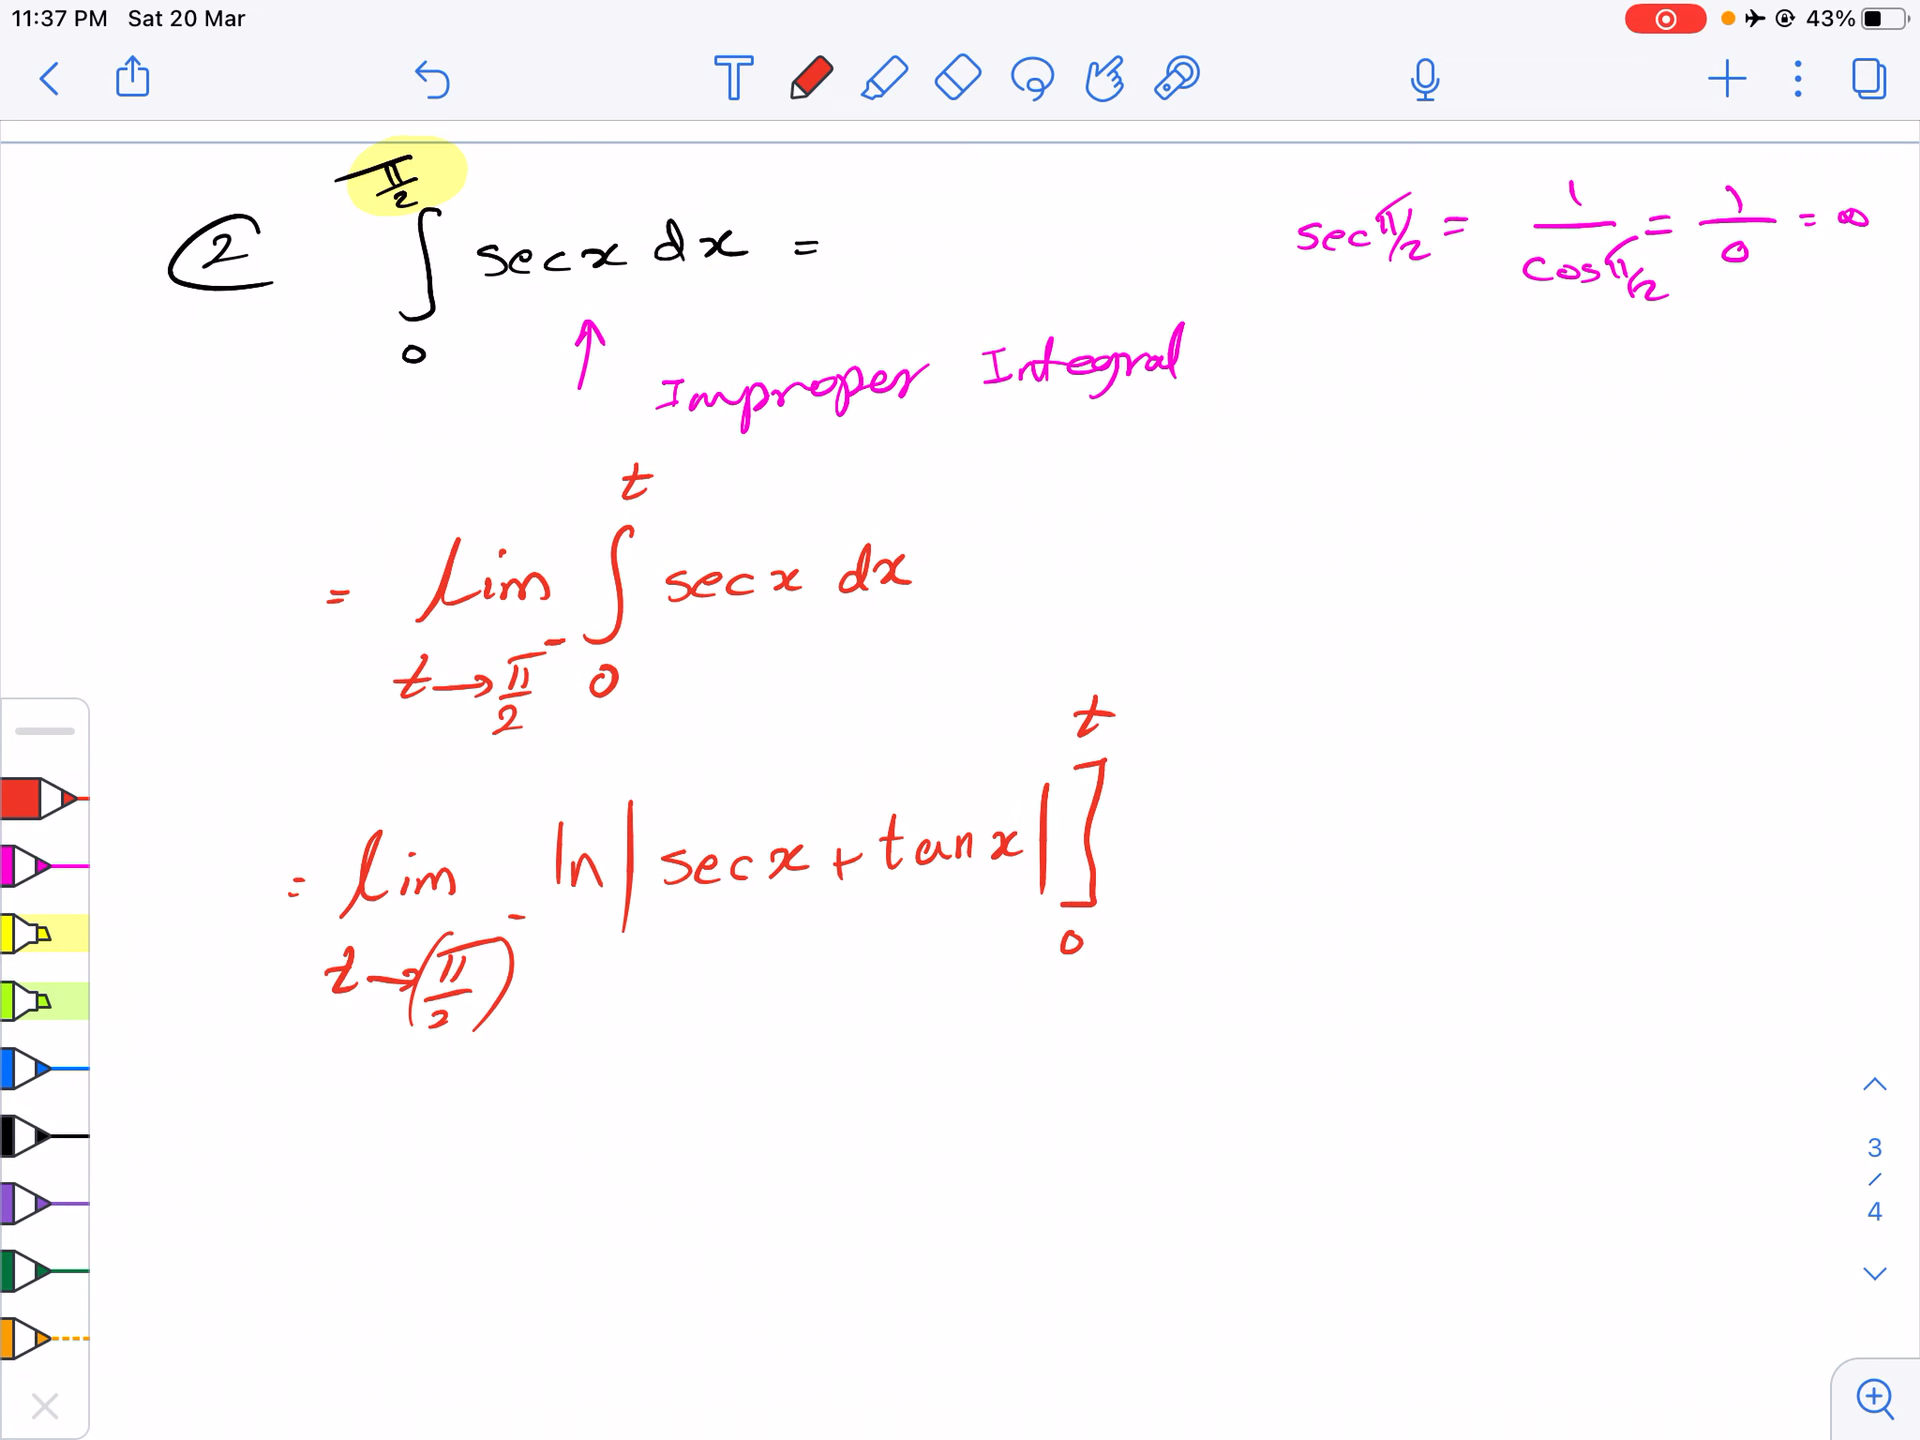 11:37 PM Sat 20 Mar 43%
T
② ∫₀^(π/2) sec x dx =
sec π/2 = 1/cos π/2 = 1/0 = ∞
↑ Improper Integral
= lim t→π/2⁻ ∫₀^t sec x dx
= lim t→(π/2)⁻ ln|sec x + tan x|]₀^t
3
/
4